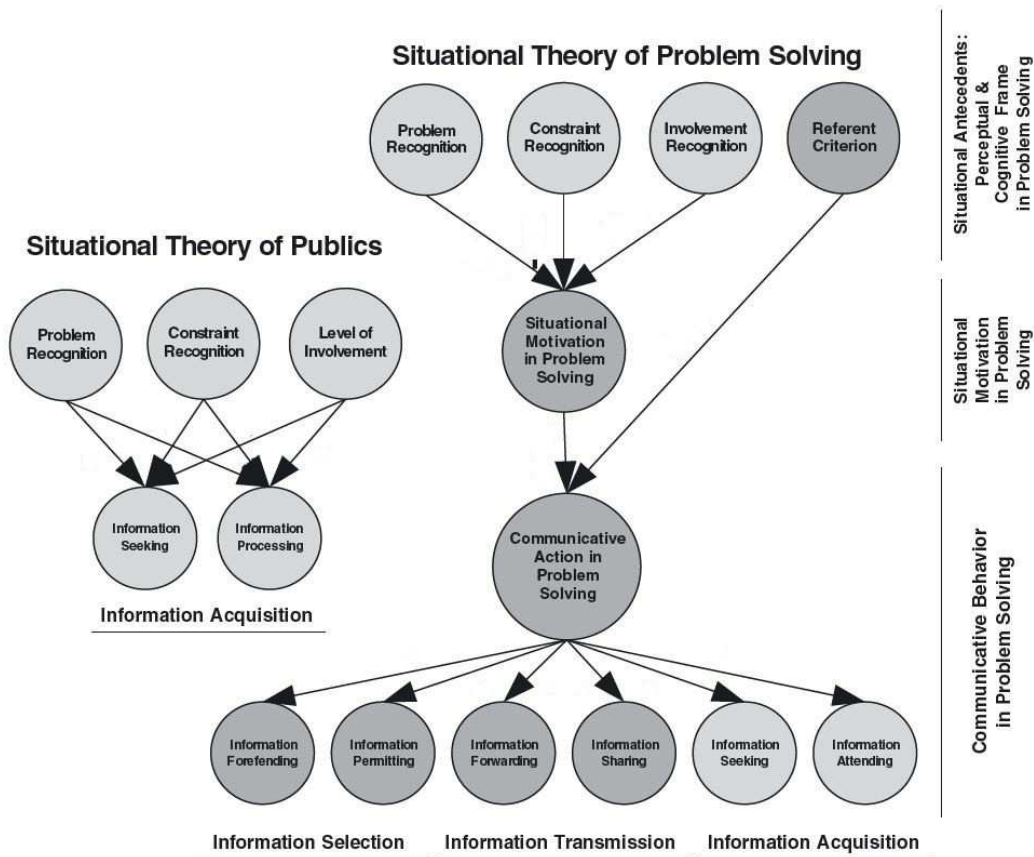 Situational Theory of Problem Solving
Problem
Recognition
Constraint
Recognition
Involvement
Recognition
Referent
Criterion
Situational Antecedents:
Perceptual &
Cognitive Frame
in Problem Solving
Situational Theory of Publics
Problem
Recognition
Constraint
Recognition
Level of
Involvement
Situational
Motivation
in Problem
Solving
Situational
Motivation
in Problem
Solving
Information
Seeking
Information
Processing
Information Acquisition
Communicative
Action in
Problem
Solving
Communicative Behavior
in Problem Solving
Information
Forefending
Information
Permitting
Information
Forwarding
Information
Sharing
Information
Seeking
Information
Attending
Information Selection
Information Transmission
Information Acquisition